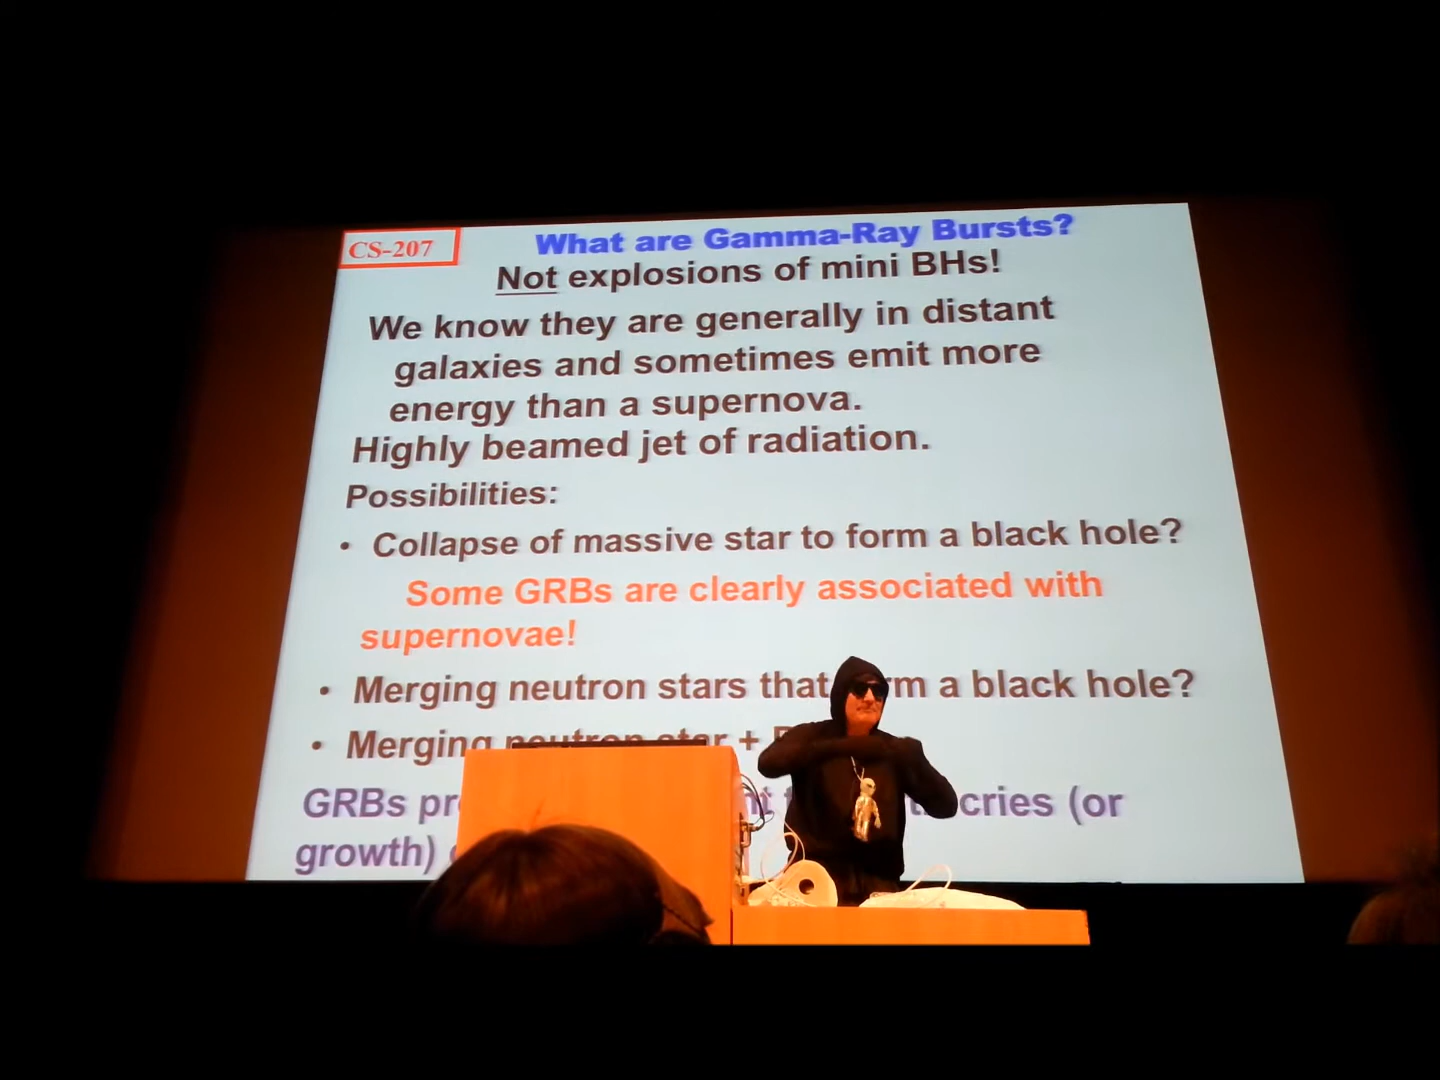 CS-207
What are Gamma-Ray Bursts?
Not explosions of mini BHs!
We know they are generally in distant
galaxies and sometimes emit more
energy than a supernova.
Highly beamed jet of radiation.
Possibilities:
• Collapse of massive star to form a black hole?
Some GRBs are clearly associated with
supernovae!
• Merging neutron stars that a black hole?
• Merging neutron star +
GRBs cries (or
growth)